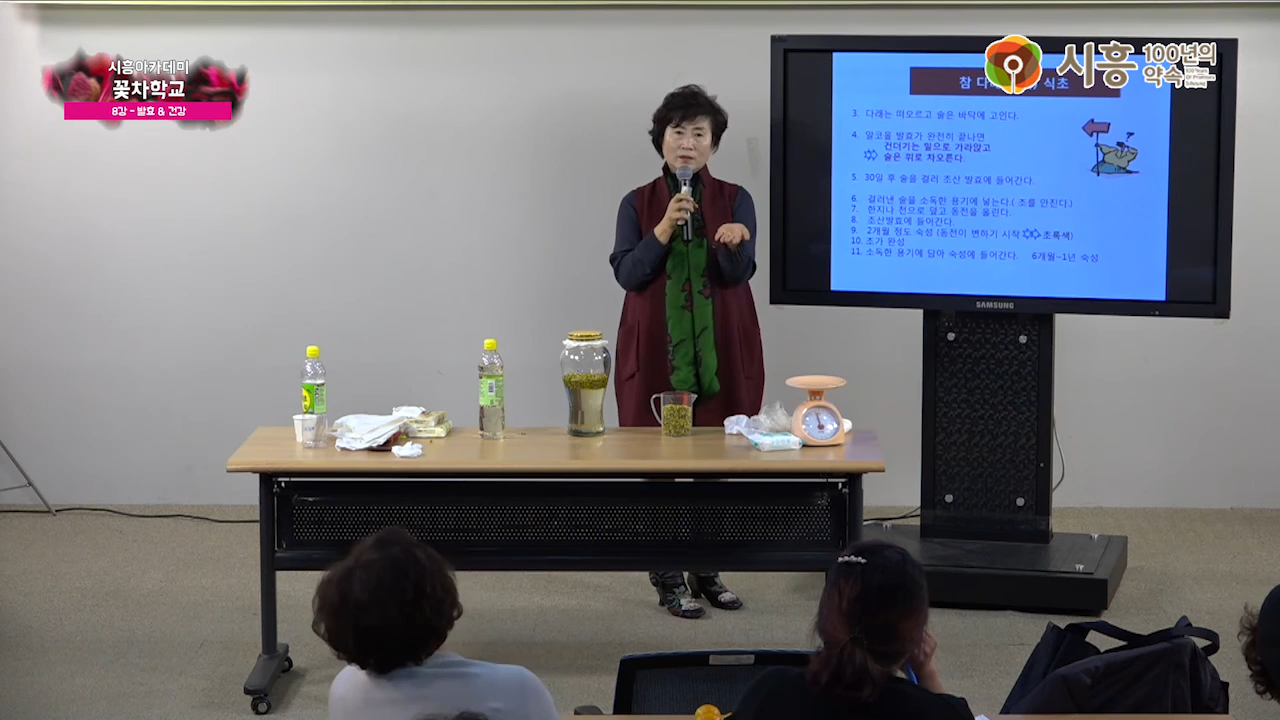 시흥아카데미
꽃차학교
8강 - 발효 & 건강
시흥 100년의 약속
참 다래 식초
3. 다래는 떠오르고 술은 바닥에 고인다.
4. 알코올 발효가 완전히 끝나면
건더기는 밑으로 가라앉고
술은 위로 차오른다.
5. 30일 후 술을 걸러 초산 발효에 들어간다.
6. 걸러낸 술을 소독한 용기에 넣는다.( 초를 안친다.)
7. 한지나 천으로 덮고 동전을 올린다.
8. 초산발효에 들어간다.
9. 2개월 정도 숙성 (동전이 변하기 시작 초록색)
10. 초가 완성
11. 소독한 용기에 담아 숙성에 들어간다. 6개월-1년 숙성
SAMSUNG